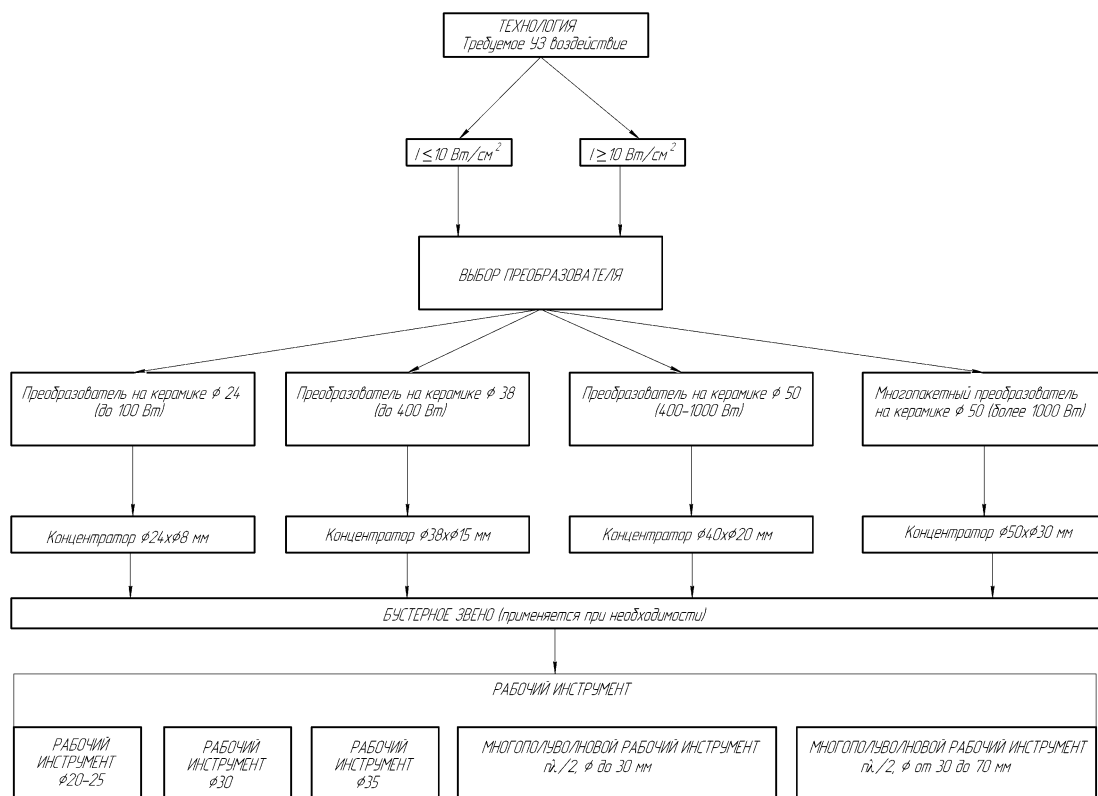 ТЕХНОЛОГИЯ
Требуемое УЗ воздействие
I ≤ 10 Вт/см²
I ≥ 10 Вт/см²
ВЫБОР ПРЕОБРАЗОВАТЕЛЯ
Преобразователь на керамике ϕ 24
(до 100 Вт)
Преобразователь на керамике ϕ 38
(до 400 Вт)
Преобразователь на керамике ϕ 50
(400-1000 Вт)
Многопакетный преобразователь
на керамике ϕ 50 (более 1000 Вт)
Концентратор ϕ24xϕ8 мм
Концентратор ϕ38xϕ15 мм
Концентратор ϕ40xϕ20 мм
Концентратор ϕ50xϕ30 мм
БУСТЕРНОЕ ЗВЕНО (применяется при необходимости)
РАБОЧИЙ ИНСТРУМЕНТ
РАБОЧИЙ
ИНСТРУМЕНТ
ϕ20-25
РАБОЧИЙ
ИНСТРУМЕНТ
ϕ30
РАБОЧИЙ
ИНСТРУМЕНТ
ϕ35
МНОГОПОЛУВОЛНОВОЙ РАБОЧИЙ ИНСТРУМЕНТ
nλ/2, ϕ до 30 мм
МНОГОПОЛУВОЛНОВОЙ РАБОЧИЙ ИНСТРУМЕНТ
nλ/2, ϕ от 30 до 70 мм